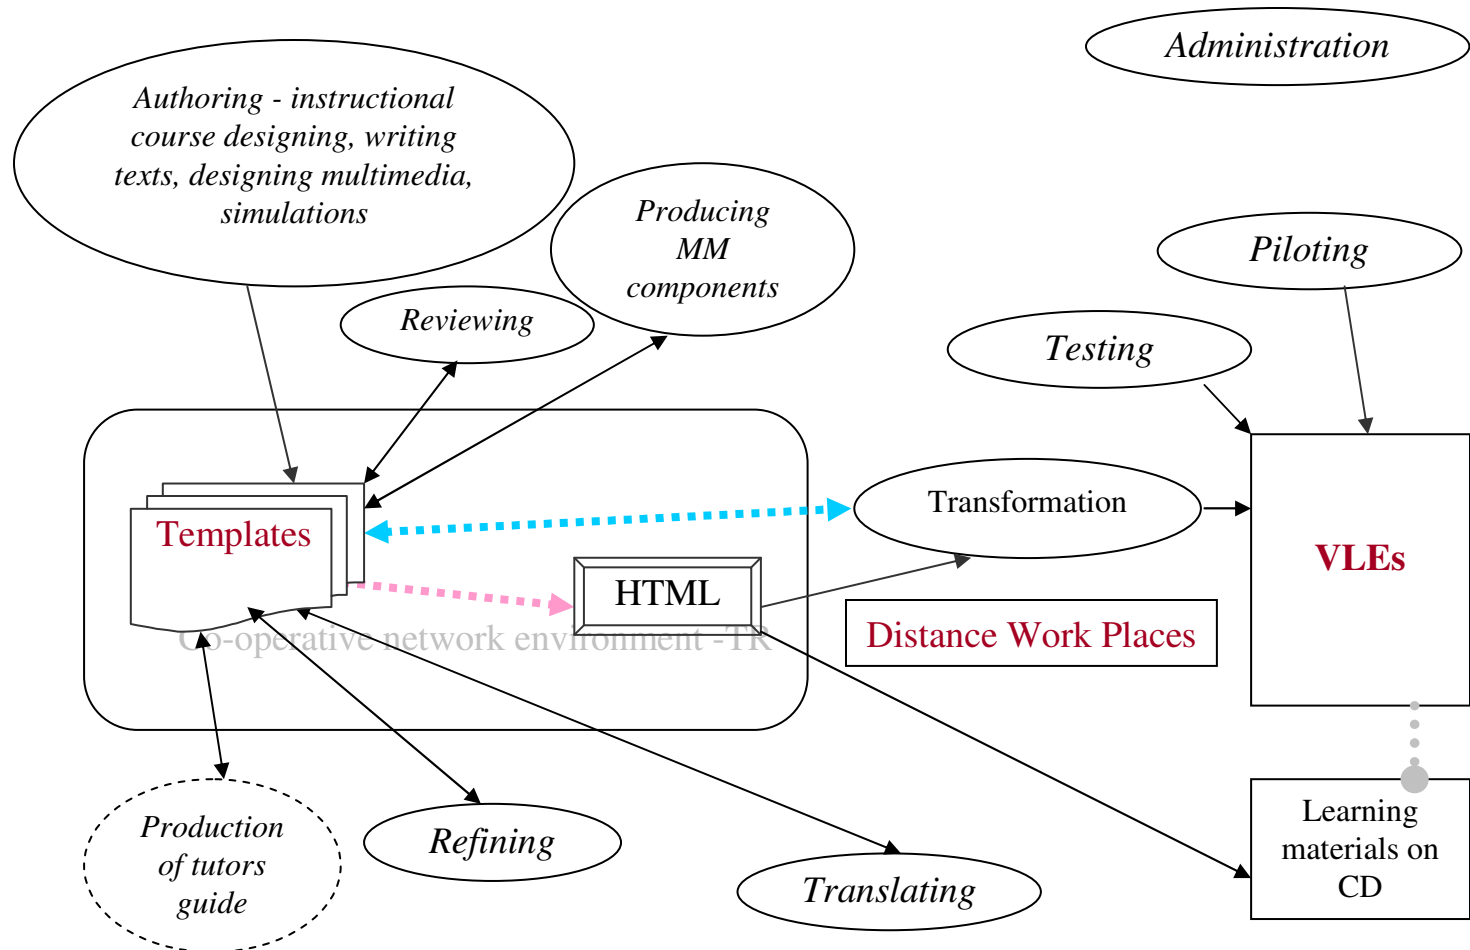 Administration
Authoring - instructional
course designing, writing
texts, designing multimedia,
simulations
Producing
MM
components
Piloting
Reviewing
Testing
Transformation
Templates
VLEs
HTML
Distance Work Places
Co-operative network environment -TR
Learning
materials on
CD
Production
of tutors
guide
Refining
Translating